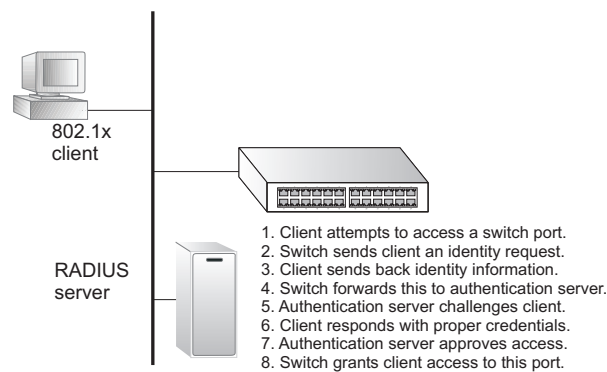 802.1x
client
RADIUS
server
1. Client attempts to access a switch port.
2. Switch sends client an identity request.
3. Client sends back identity information.
4. Switch forwards this to authentication server.
5. Authentication server challenges client.
6. Client responds with proper credentials.
7. Authentication server approves access.
8. Switch grants client access to this port.